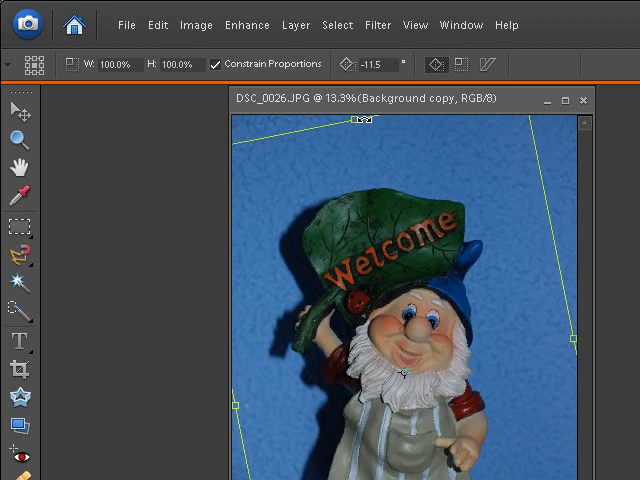 File Edit Image Enhance Layer Select Filter View Window Help
W: 100.0% H: 100.0% Constrain Proportions -11.5 °
DSC_0026.JPG @ 13.3%(Background copy, RGB/8)
Welcome
T